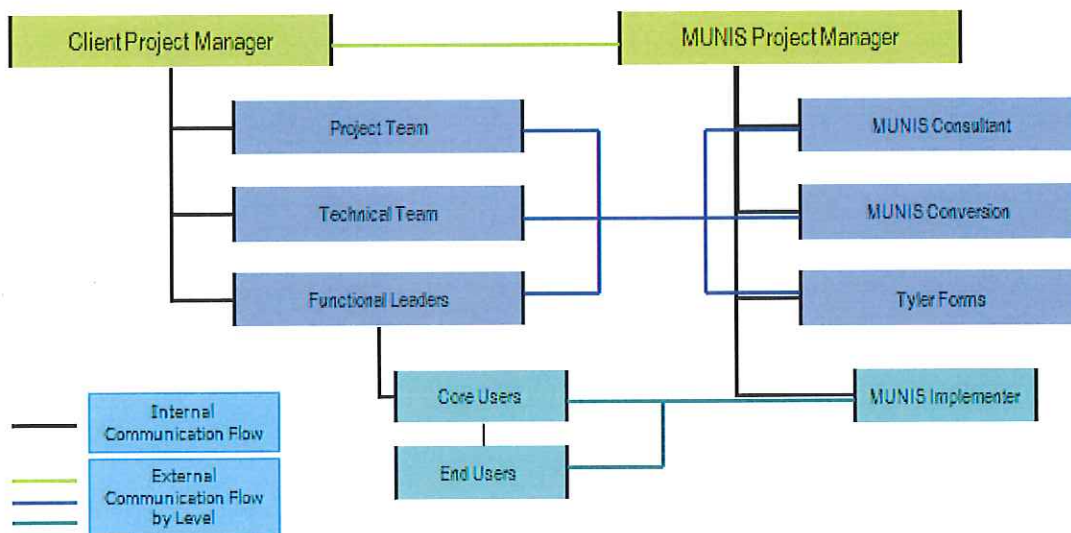 Client Project Manager
MUNIS Project Manager
Project Team
MUNIS Consultant
Technical Team
MUNIS Conversion
Functional Leaders
Tyler Forms
Core Users
MUNIS Implementer
End Users
Internal
Communication Flow
External
Communication Flow
by Level